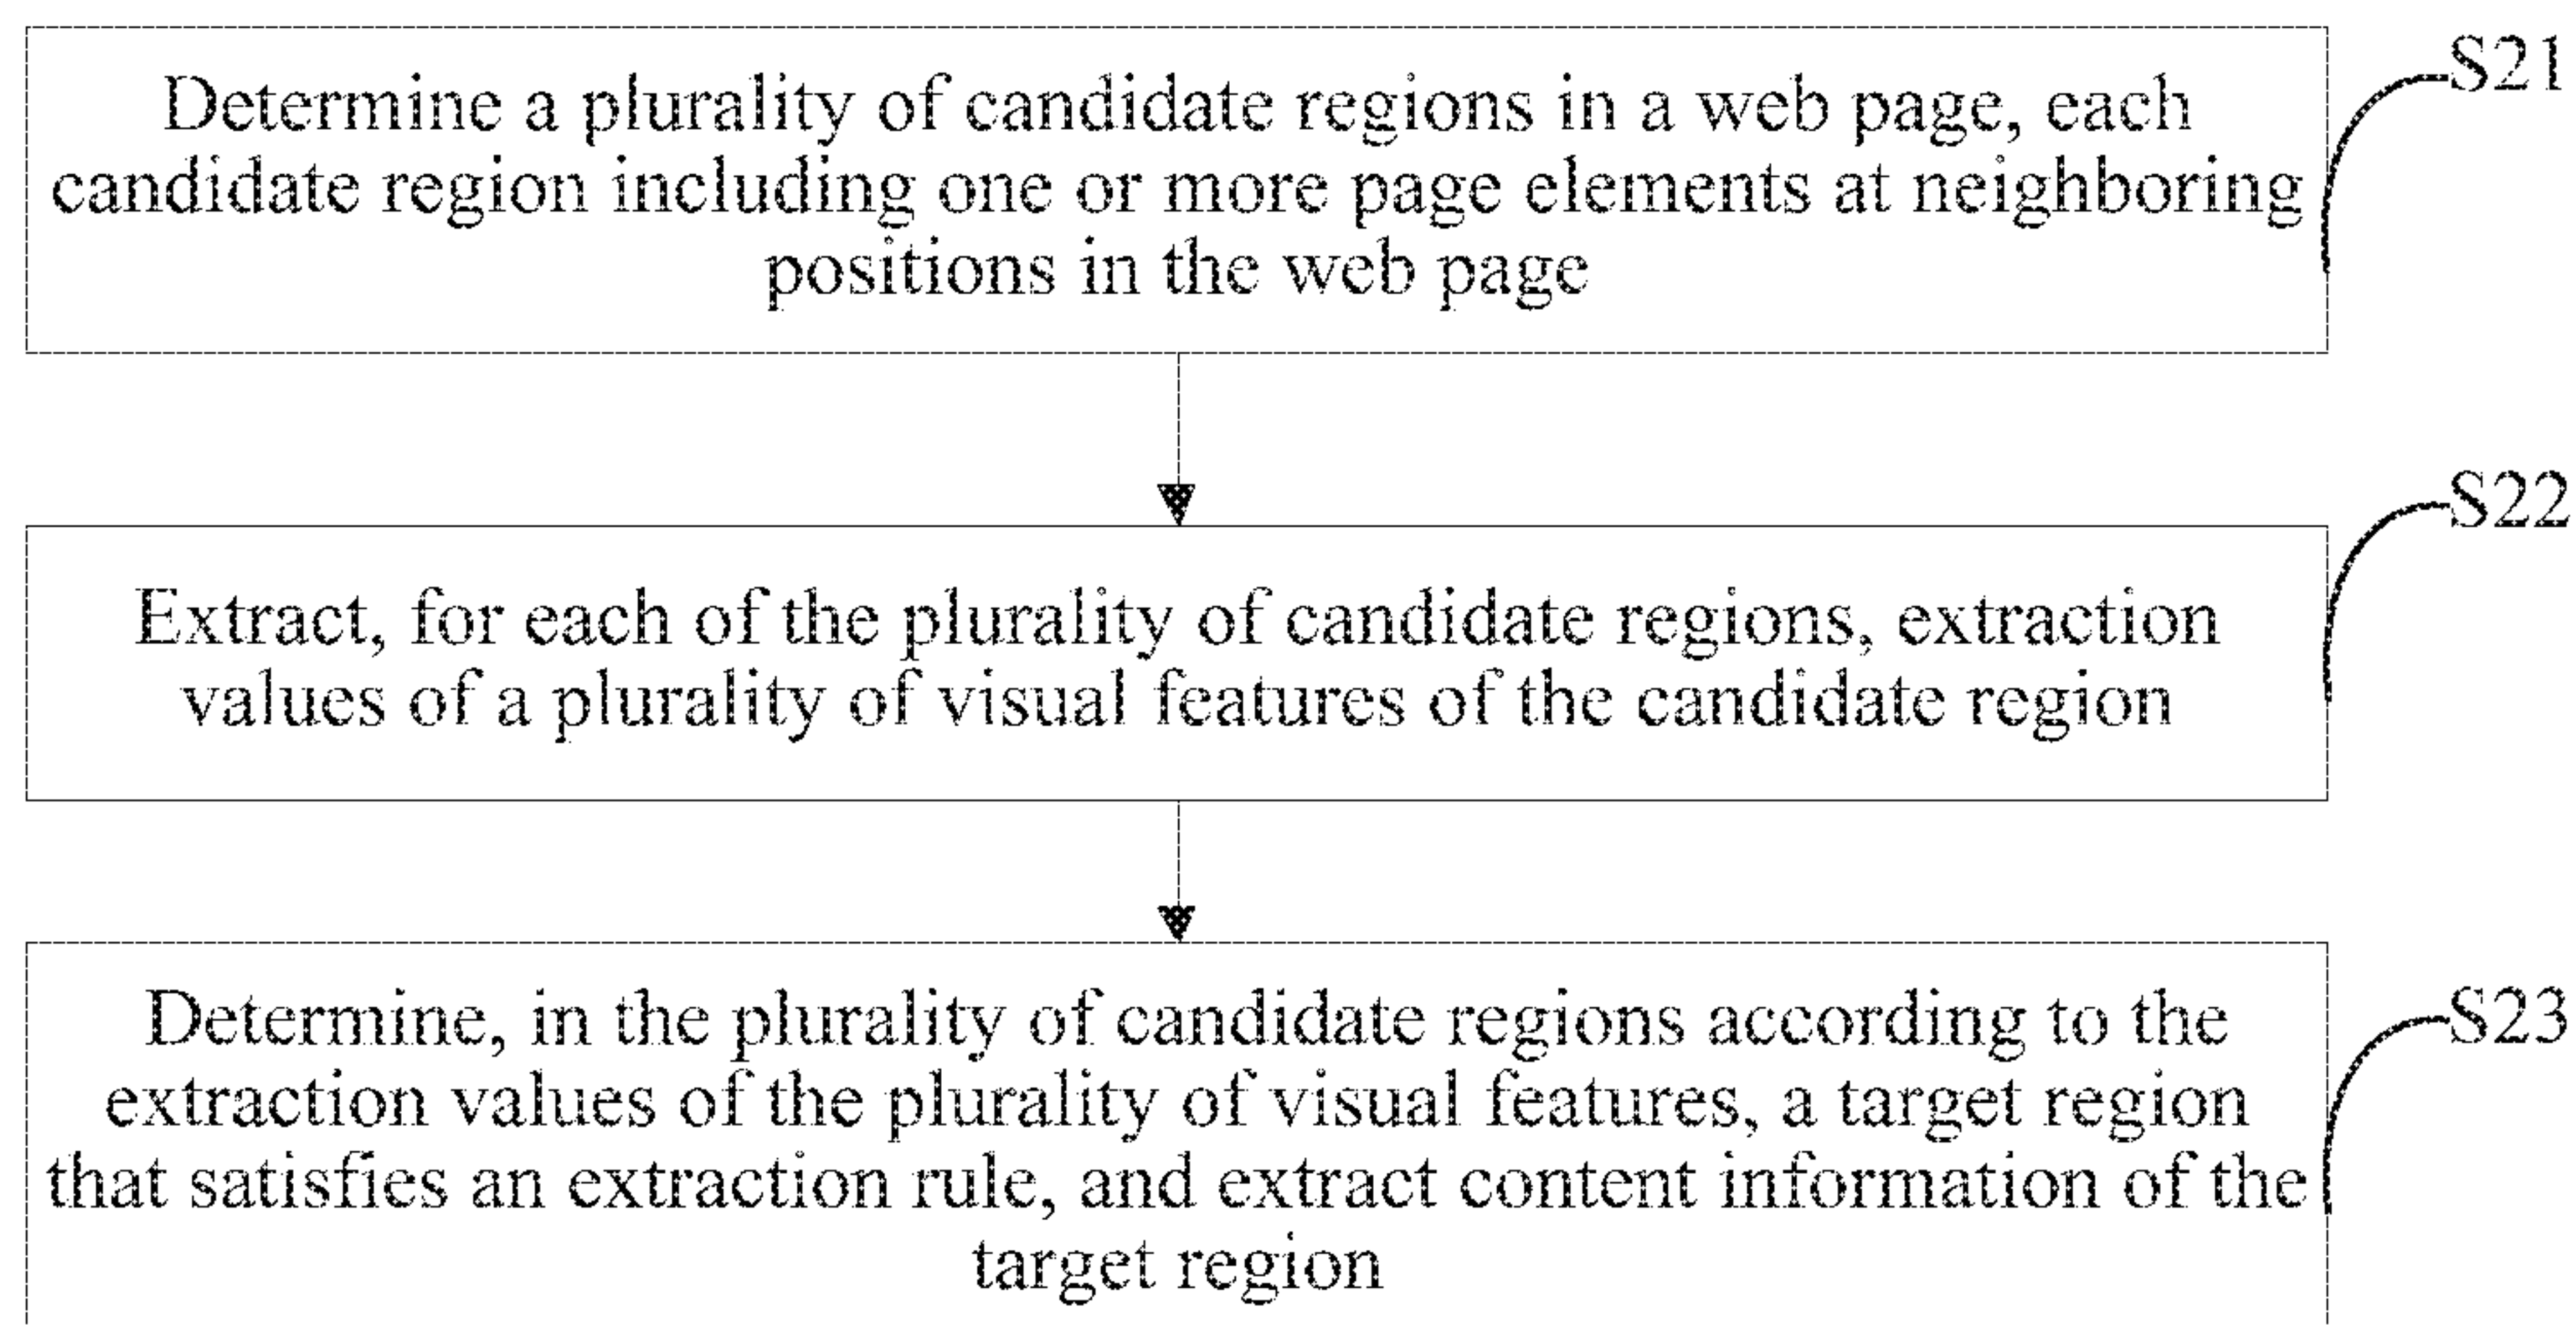 Determine a plurality of candidate regions in a web page, each
candidate region including one or more page elements at neighboring
positions in the web page
S21
Extract, for each of the plurality of candidate regions, extraction
values of a plurality of visual features of the candidate region
S22
Determine, in the plurality of candidate regions according to the
extraction values of the plurality of visual features, a target region
that satisfies an extraction rule, and extract content information of the
target region
S23